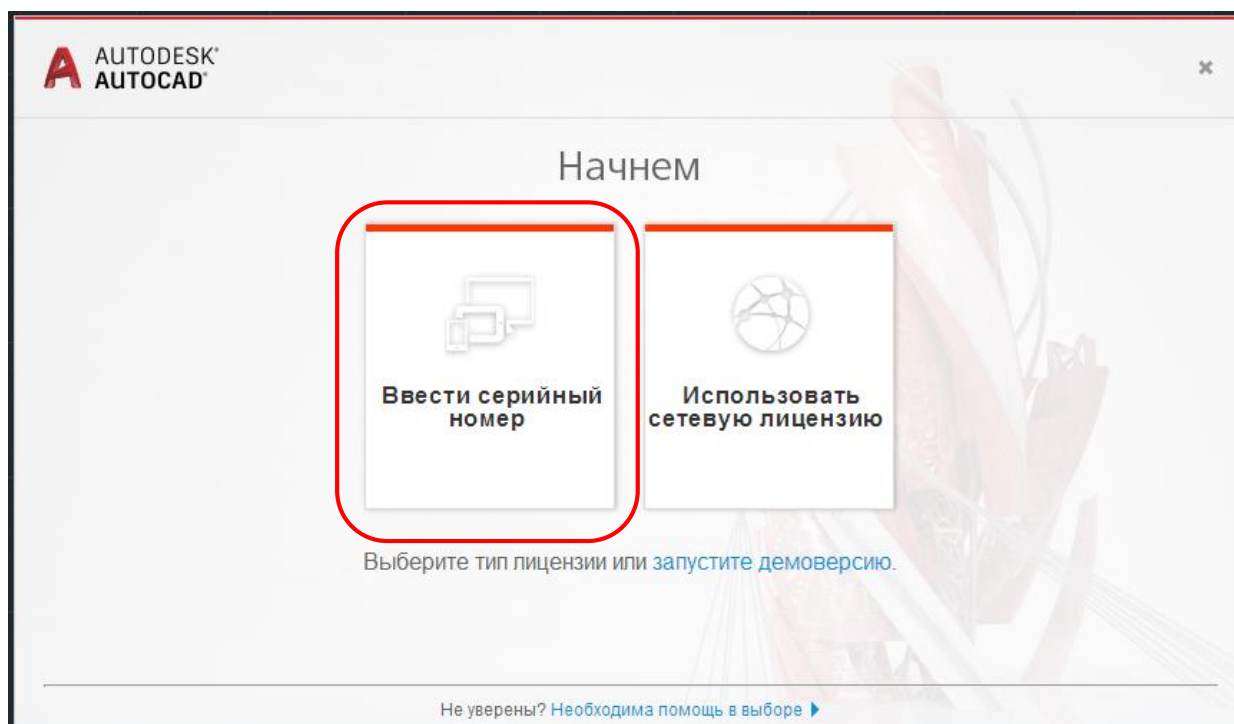 AUTODESK®
AUTOCAD®
Начнем
Ввести серийный
номер
Использовать
сетевую лицензию
Выберите тип лицензии или запустите демоверсию.
Не уверены? Необходима помощь в выборе